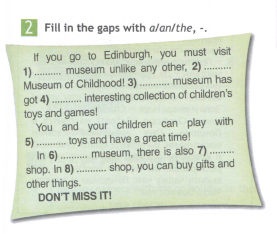 2 Fill in the gaps with a/an/the, -.
If you go to Edinburgh, you must visit
1) .......... museum unlike any other, 2) ..........
Museum of Childhood! 3) .......... museum has
got 4) .......... interesting collection of children's
toys and games!
You and your children can play with
5) .......... toys and have a great time!
In 6) .......... museum, there is also 7) .........
shop. In 8) .......... shop, you can buy gifts and
other things.
DON'T MISS IT!